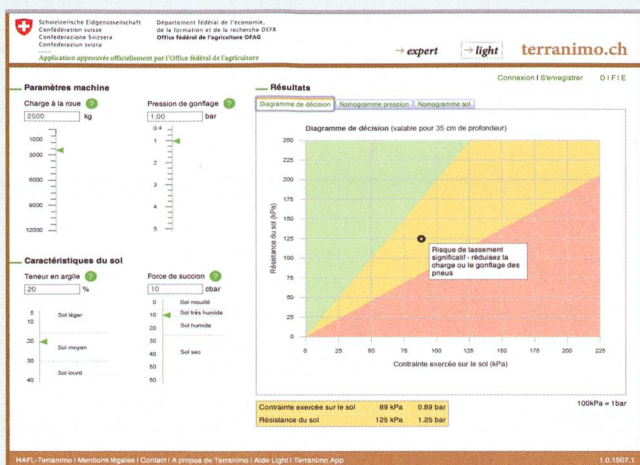 Schweizerische Eidgenossenschaft
Confédération suisse
Confederazione Svizzera
Confederaziun svizra
Département fédéral de l'économie,
de la formation et de la recherche DEFR
Office fédéral de l'agriculture OFAG
Application approuvée officiellement par l'Office fédéral de l'agriculture
→ expert
→ light
terranimo.ch
Connexion I S'enregistrer D I F I E
Paramètres machine
Charge à la roue ?
2500 kg
1000
3000
6000
9000
12000
Pression de gonflage ?
1.00 bar
0.4
1
2
3
4
5
Caractéristiques du sol
Teneur en argile ?
20 %
5 Sol léger
10
20 Sol moyen
30
40 Sol lourd
Force de succion ?
10 cbar
0 Sol mouillé
10 Sol très humide
20 Sol humide
30
40 Sol sec
50
60
Résultats
Diagramme de décision Nomogramme pression Nomogramme sol
Diagramme de décision (valable pour 35 cm de profondeur)
Résistance du sol (kPa)
250
225
200
175
150
125
100
75
50
25
0
Risque de tassement
significatif - réduisez la
charge ou le gonflage des
pneus
0 25 50 75 100 125 150 175 200 225
Contrainte exercée sur le sol (kPa)
Contrainte exercée sur le sol 89 kPa 0.89 bar
Résistance du sol 125 kPa 1.25 bar
100kPa = 1bar
HAFL-Terranimo I Mentions légales I Contact I A propos de Terranimo I Aide Light I Terranimo App
1.0.1507.1